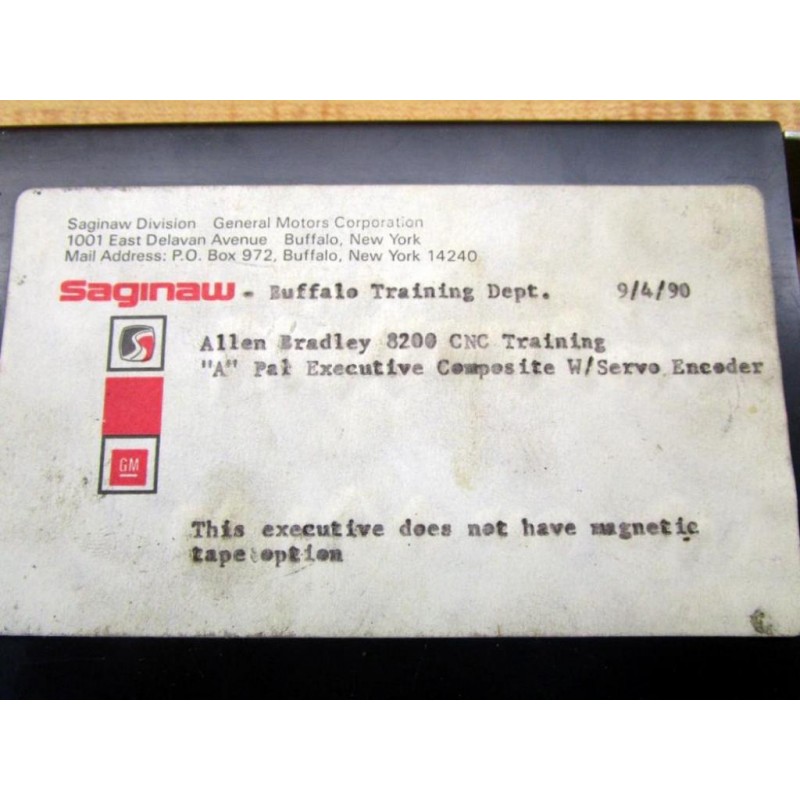 Saginaw Division General Motors Corporation
1001 East Delavan Avenue Buffalo, New York
Mail Address: P.O. Box 972, Buffalo, New York 14240
Saginaw - Buffalo Training Dept. 9/4/90
Allen Bradley 8200 CNC Training
"A" Pal Executive Composite W/Servo Encoder
GM
This executive does not have magnetic
tape option